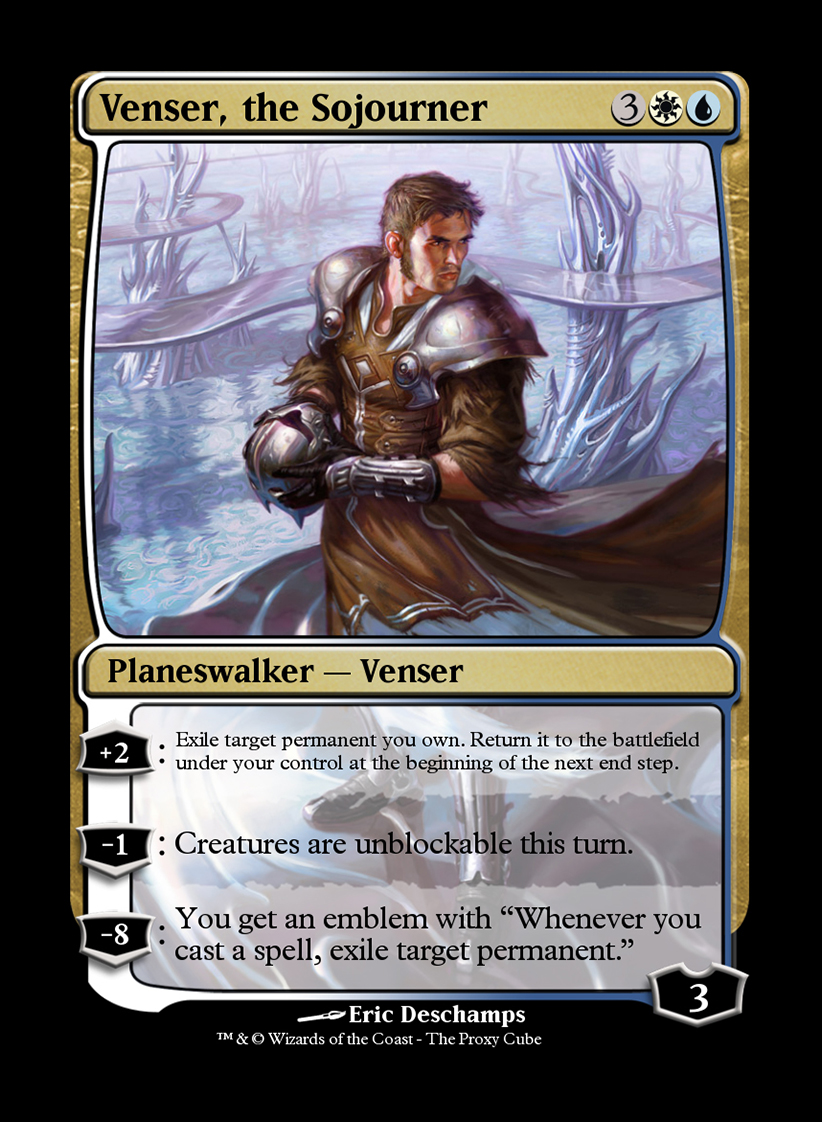 Venser, the Sojourner 3
Planeswalker — Venser
+2 : Exile target permanent you own. Return it to the battlefield
under your control at the beginning of the next end step.
-1 : Creatures are unblockable this turn.
-8 : You get an emblem with “Whenever you
cast a spell, exile target permanent.”
3
Eric Deschamps
™ & © Wizards of the Coast - The Proxy Cube